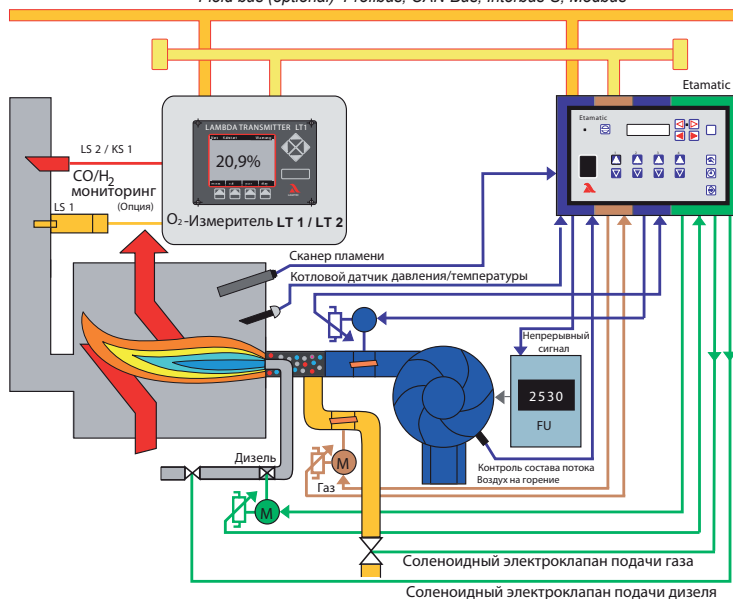 Field bus (optional) Profibus, CAN-Bus, Interbus S, Modbus
Etamatic
Etamatic
LAMBDA TRANSMITTER LT1
20,9%
LS 2 / KS 1
CO/H2
мониторинг
(Опция)
LS 1
O2-Измеритель LT 1 / LT 2
Сканер пламени
Котловой датчик давления/температуры
Непрерывный
сигнал
2530
FU
Дизель
M
Газ
M
Контроль состава потока
Воздух на горение
Соленоидный электроклапан подачи газа
Соленоидный электроклапан подачи дизеля